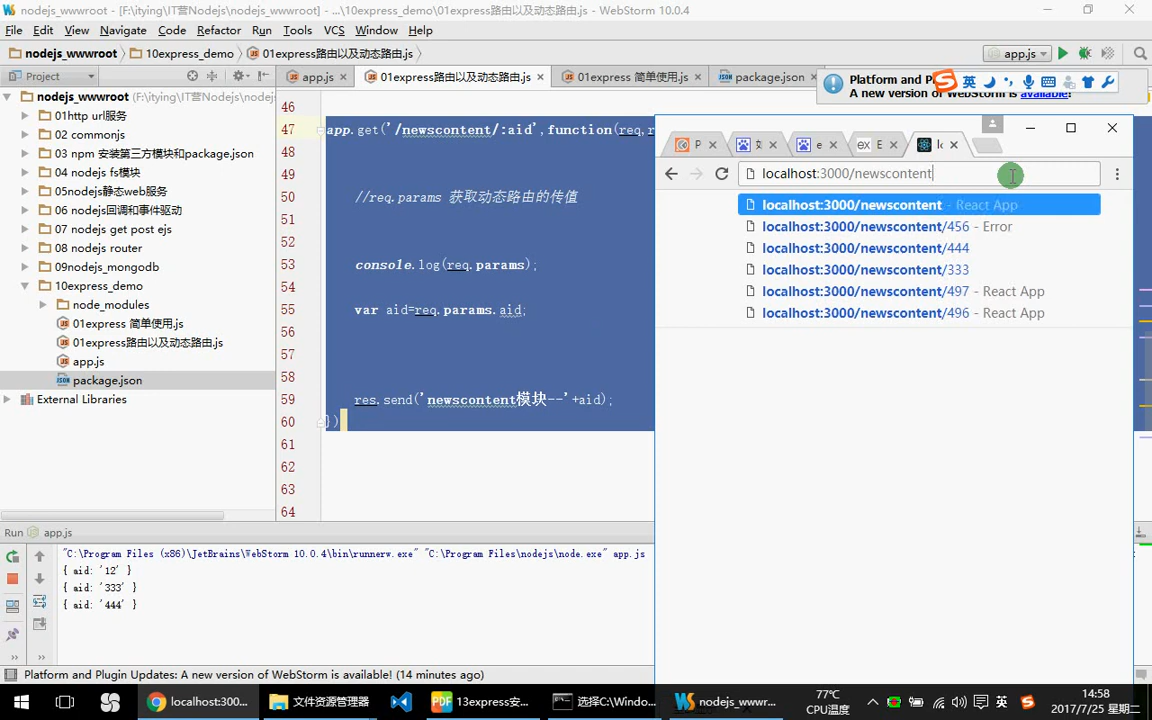 nodejs_wwwroot - [F:\itying\IT营Nodejs\nodejs_wwwroot] - ...\10express_demo\01express路由以及动态路由.js - WebStorm 10.0.4
File Edit View Navigate Code Refactor Run Tools VCS Window Help
nodejs_wwwroot 10express_demo 01express路由以及动态路由.js app.js
Project app.js 01express路由以及动态路由.js 01express 简单使用.js package.json
Platform and P
英
A new version of WebStorm is available!
nodejs_wwwroot (F:\itying\IT营Nodejs\nodejs
01http url服务
02 commonjs
03 npm 安装第三方模块和package.json
04 nodejs fs模块
05nodejs静态web服务
06 nodejs回调和事件驱动
07 nodejs get post ejs
08 nodejs router
09nodejs_mongodb
10express_demo
node_modules
01express 简单使用.js
01express路由以及动态路由.js
app.js
package.json
External Libraries
46
47 app.get('/newscontent/:aid',function(req,r
48
49
50 //req.params 获取动态路由的传值
51
52
53 console.log(req.params);
54
55 var aid=req.params.aid;
56
57
58
59 res.send('newscontent模块--'+aid);
60 })
61
62
63
64
P e EX E lo
localhost:3000/newscontent
localhost:3000/newscontent - React App
localhost:3000/newscontent/456 - Error
localhost:3000/newscontent/444
localhost:3000/newscontent/333
localhost:3000/newscontent/497 - React App
localhost:3000/newscontent/496 - React App
Run app.js
"C:\Program Files (x86)\JetBrains\WebStorm 10.0.4\bin\runnerw.exe" "C:\Program Files\nodejs\node.exe" app.js
{ aid: '12' }
{ aid: '333' }
{ aid: '444' }
Platform and Plugin Updates: A new version of WebStorm is available! (14 minutes ago)
localhost:300... 文件资源管理器 13express安... 选择C:\Windo... nodejs_wwwr...
77℃
CPU温度
英
14:58
2017/7/25 星期二